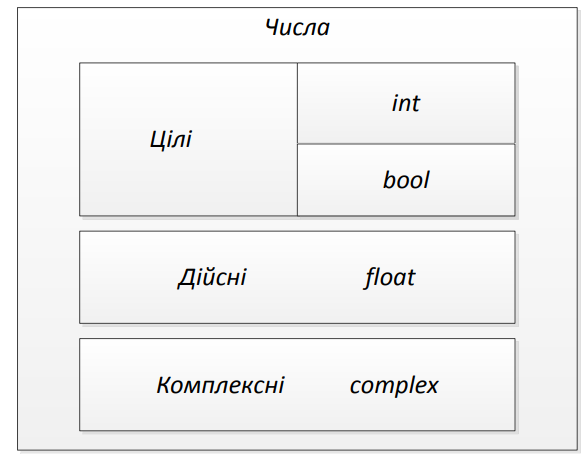 Числа
Цілі
int
bool
Дійсні float
Комплексні complex